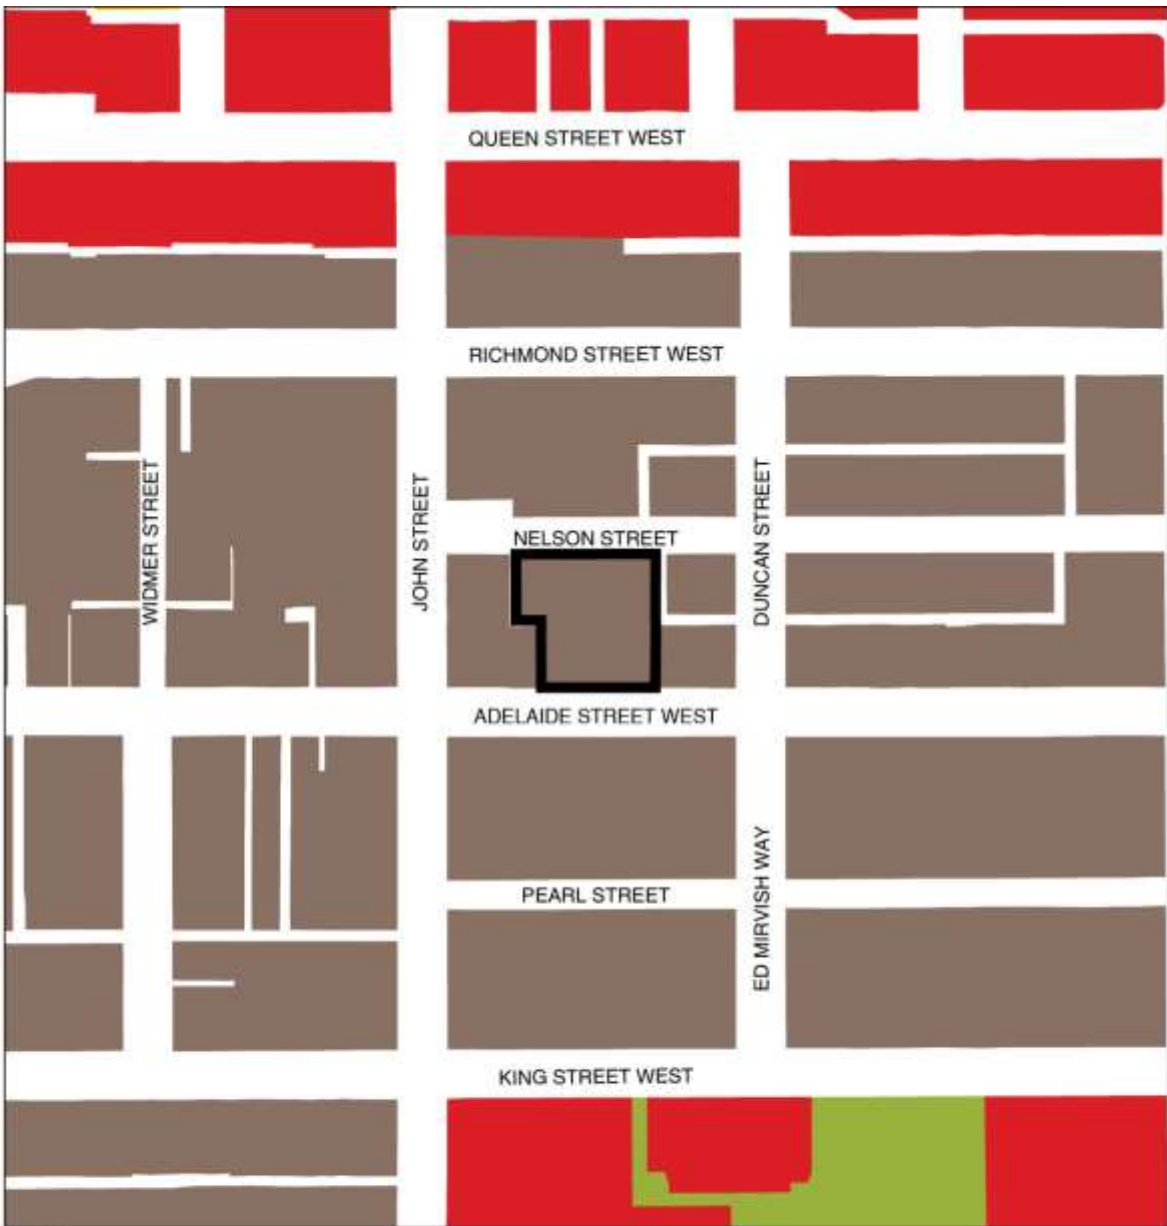 QUEEN STREET WEST
RICHMOND STREET WEST
WIDMER STREET
JOHN STREET
NELSON STREET
DUNCAN STREET
ADELAIDE STREET WEST
PEARL STREET
ED MIRVISH WAY
KING STREET WEST